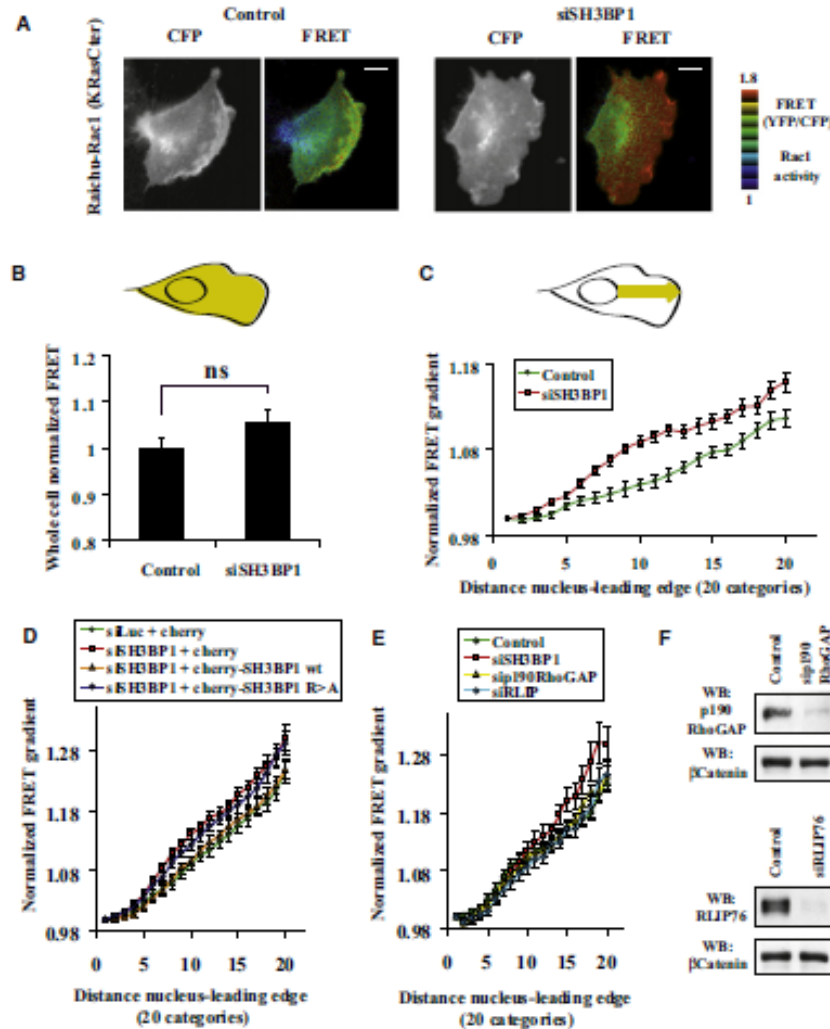 A
Control
siSH3BP1
CFP
FRET
CFP
FRET
Raichu-Rac1 (KRasCter)
1.8
FRET
(YFP/CFP)
Rac1
activity
1
B
C
Whole cell normalized FRET
1.2
1.1
1
0.9
0.8
ns
Control
siSH3BP1
Normalized FRET gradient
1.18
1.08
0.98
Control
siSH3BP1
0
5
10
15
20
Distance nucleus-leading edge (20 categories)
D
siLuc + cherry
siSH3BP1 + cherry
siSH3BP1 + cherry-SH3BP1 wt
siSH3BP1 + cherry-SH3BP1 R>A
Normalized FRET gradient
1.28
1.18
1.08
0.98
0
5
10
15
20
Distance nucleus-leading edge
(20 categories)
E
Control
siSH3BP1
sip190RhoGAP
siRLIP
Normalized FRET gradient
1.28
1.18
1.08
0.98
0
5
10
15
20
Distance nucleus-leading edge
(20 categories)
F
Control
sip190
RhoGAP
WB:
p190
RhoGAP
WB:
βCatenin
Control
siRLIP76
WB:
RLIP76
WB:
βCatenin